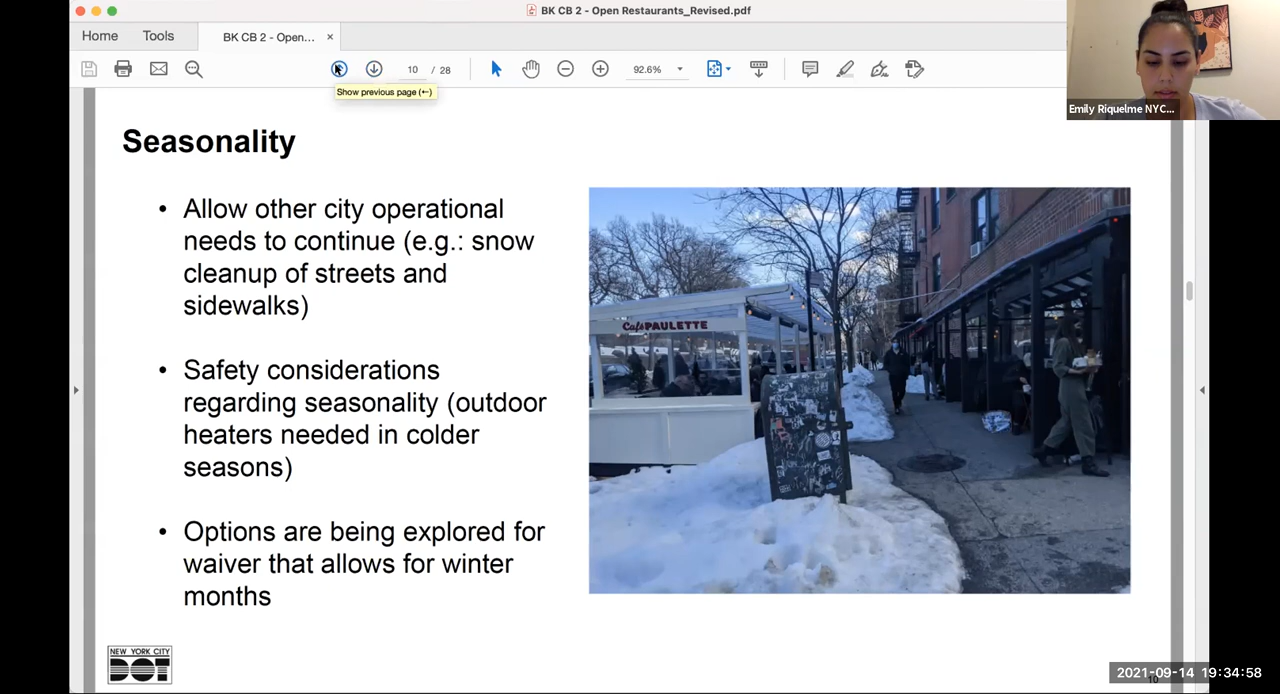 BK CB 2 - Open Restaurants_Revised.pdf
Home
Tools
BK CB 2 - Open...
×
10 / 28
92.6%
Show previous page (←)
Emily Riquelme NYC...
Seasonality
• Allow other city operational
needs to continue (e.g.: snow
cleanup of streets and
sidewalks)
• Safety considerations
regarding seasonality (outdoor
heaters needed in colder
seasons)
• Options are being explored for
waiver that allows for winter
months
Café PAULETTE
NEW YORK CITY
DOT
10
2021-09-14 19:34:58